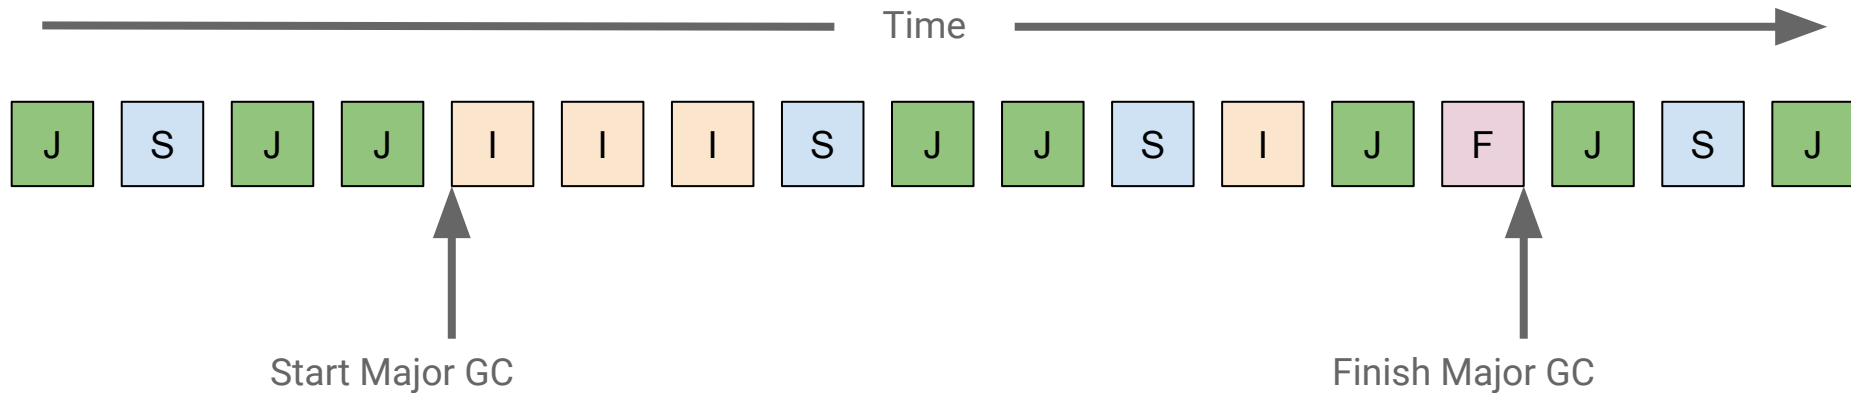 Time
J S J J I I I S J J S I J F J S J
Start Major GC
Finish Major GC